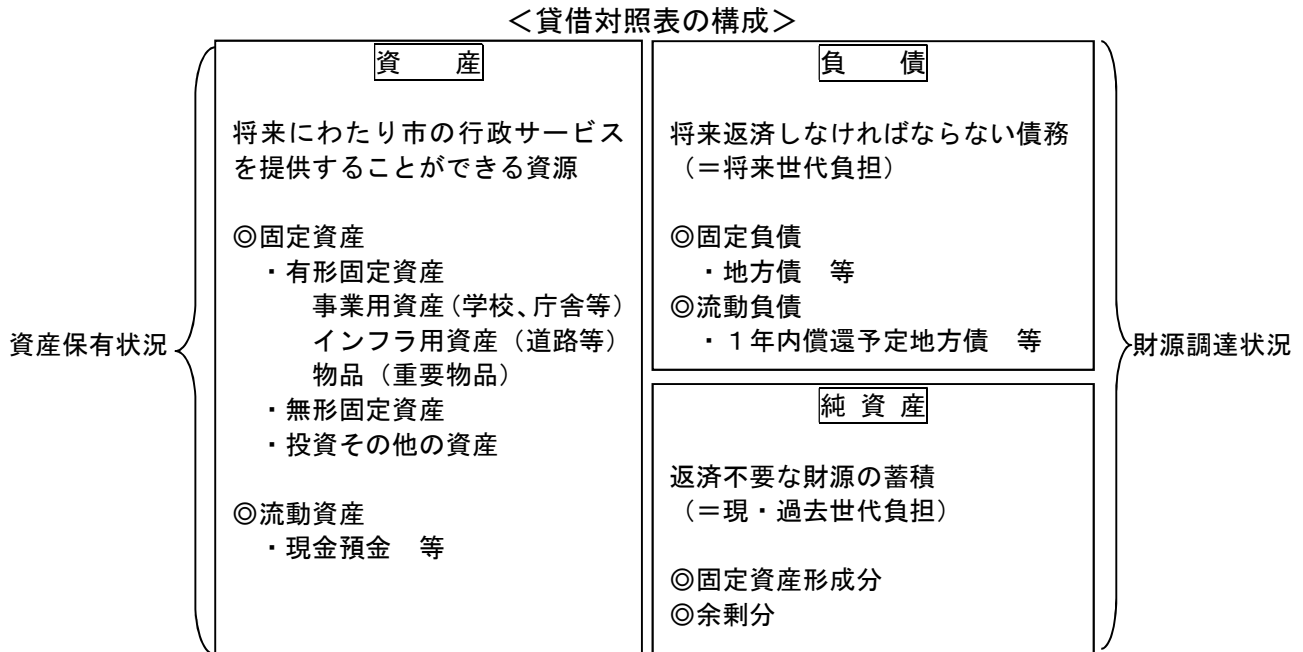 ＜貸借対照表の構成＞
資産保有状況
資　　産
将来にわたり市の行政サービス
を提供することができる資源
◎固定資産
・有形固定資産
事業用資産（学校、庁舎等）
インフラ用資産（道路等）
物品（重要物品）
・無形固定資産
・投資その他の資産
◎流動資産
・現金預金　等
負　　債
将来返済しなければならない債務
（＝将来世代負担）
◎固定負債
・地方債　等
◎流動負債
・１年内償還予定地方債　等
純 資 産
返済不要な財源の蓄積
（＝現・過去世代負担）
◎固定資産形成分
◎余剰分
財源調達状況